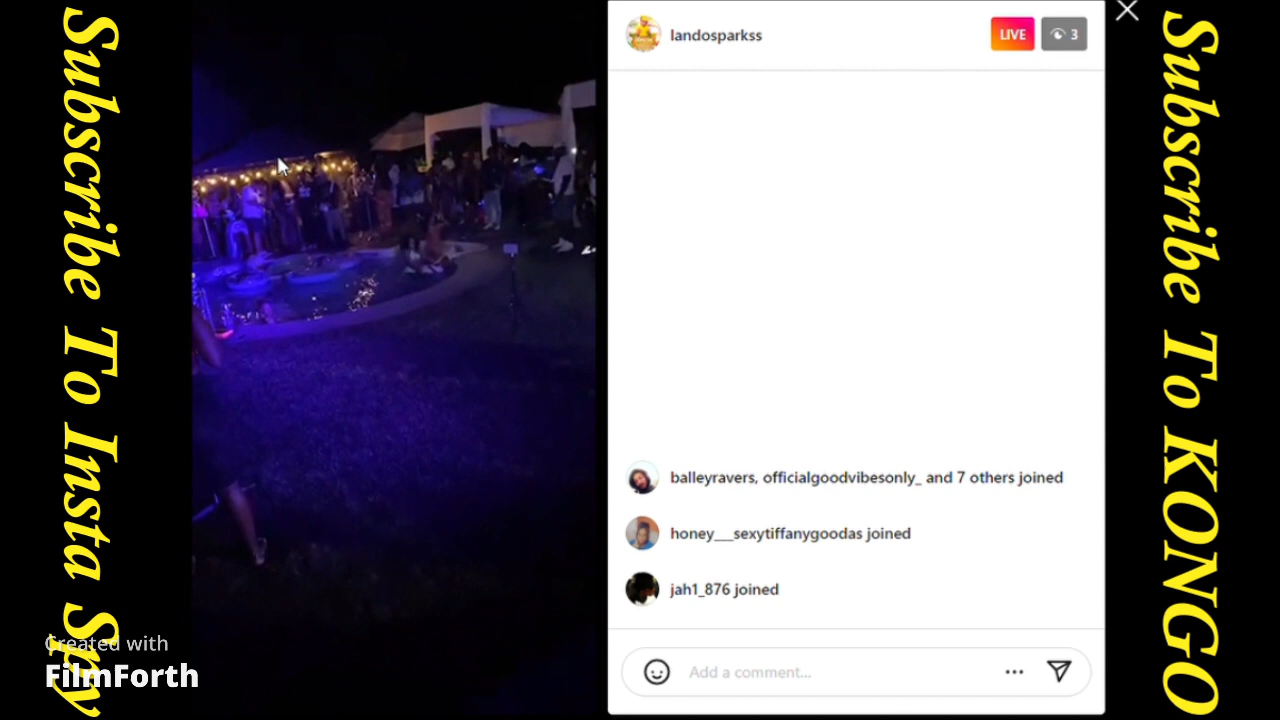 Subscribe To Insta Spy
landosparkss
LIVE
3
balleyravers, officialgoodvibesonly_ and 7 others joined
honey___sexytiffanygoodas joined
jah1_876 joined
Add a comment...
Subscribe To KONGO
Created with
FilmForth